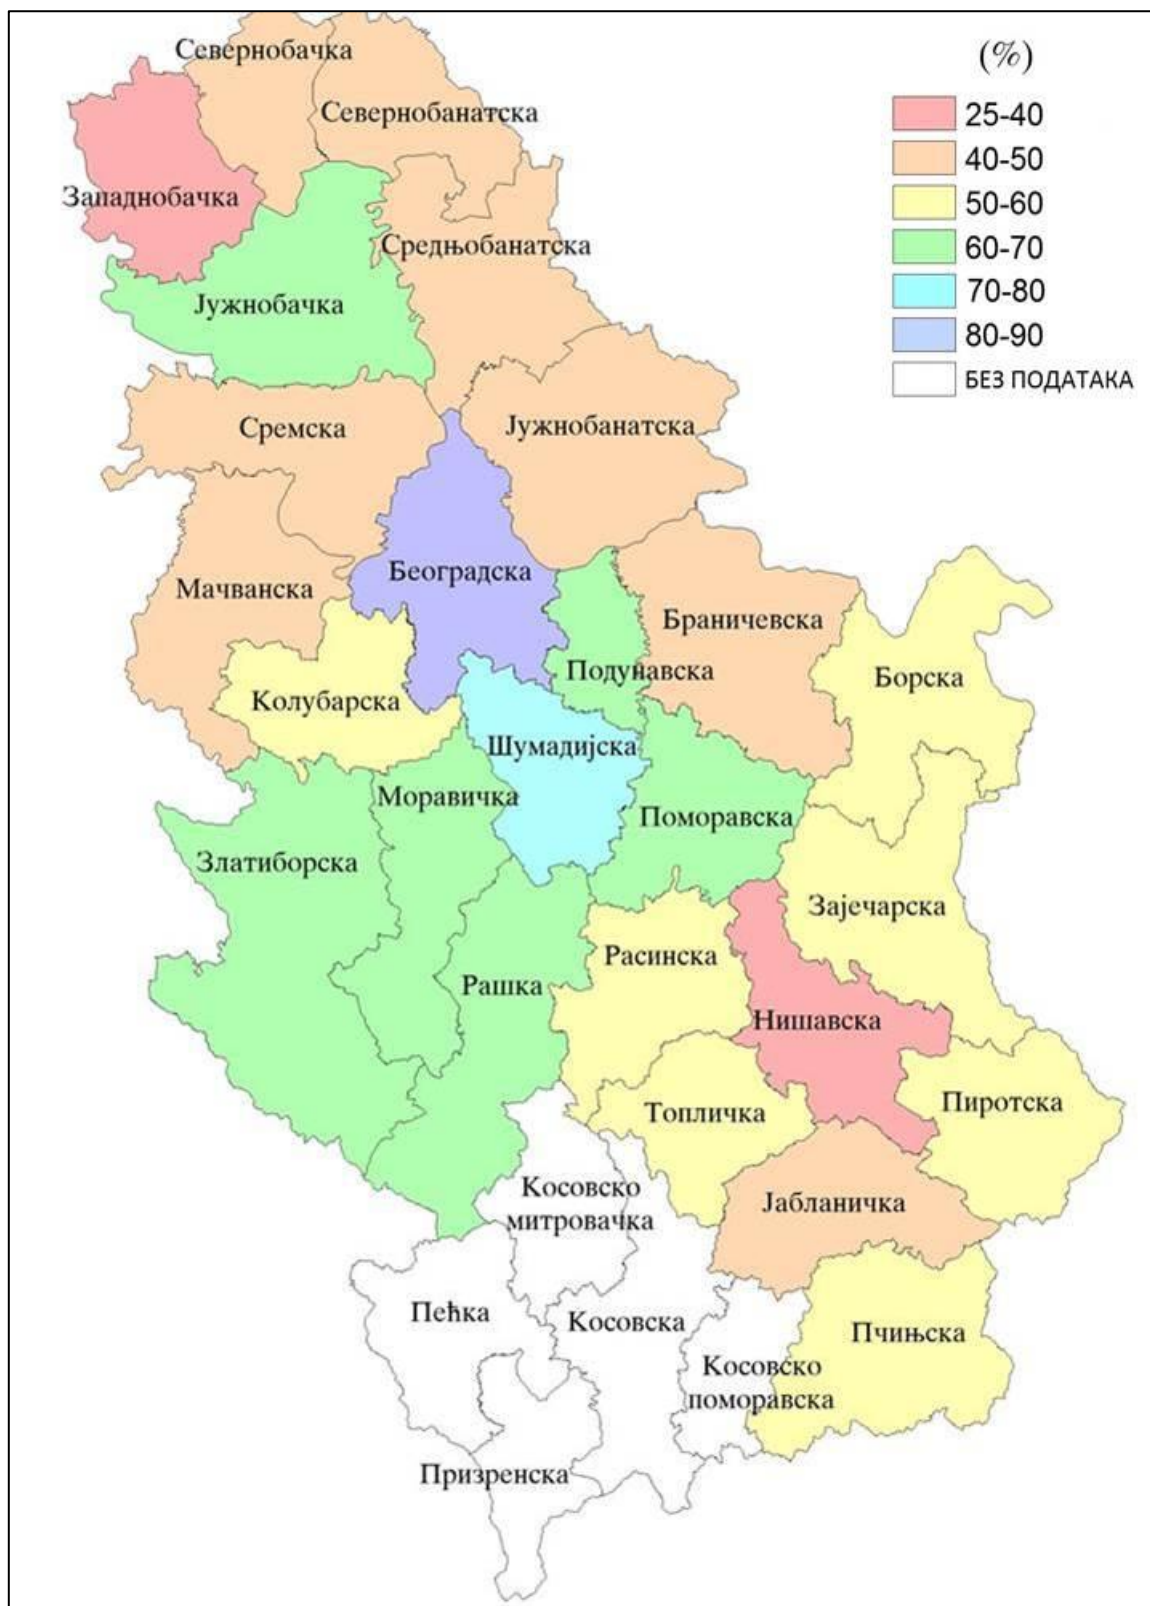 (%)
25-40
40-50
50-60
60-70
70-80
80-90
БЕЗ ПОДАТАКА
Севернобачка
Севернобанатска
Западнобачка
Средњобанатска
Јужнобачка
Јужнобанатска
Сремска
Београдска
Мачванска
Браничевска
Подунавска
Борска
Колубарска
Шумадијска
Моравичка
Поморавска
Златиборска
Зајечарска
Расинска
Рашка
Нишавска
Топличка
Пиротска
Косовско
митровачка
Јабланичка
Пећка
Косовска
Пчињска
Косовско
поморавска
Призренска